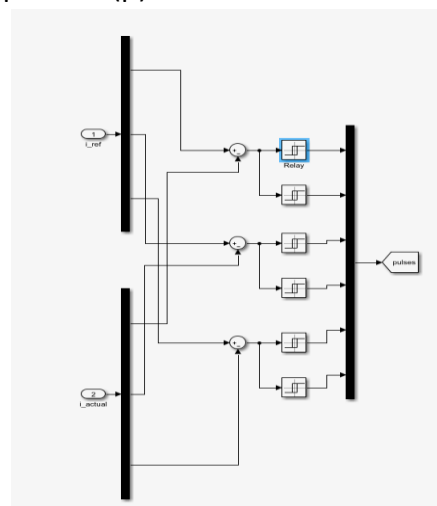 1
i_ref
+
-
Relay
+
-
pulses
+
-
2
i_actual